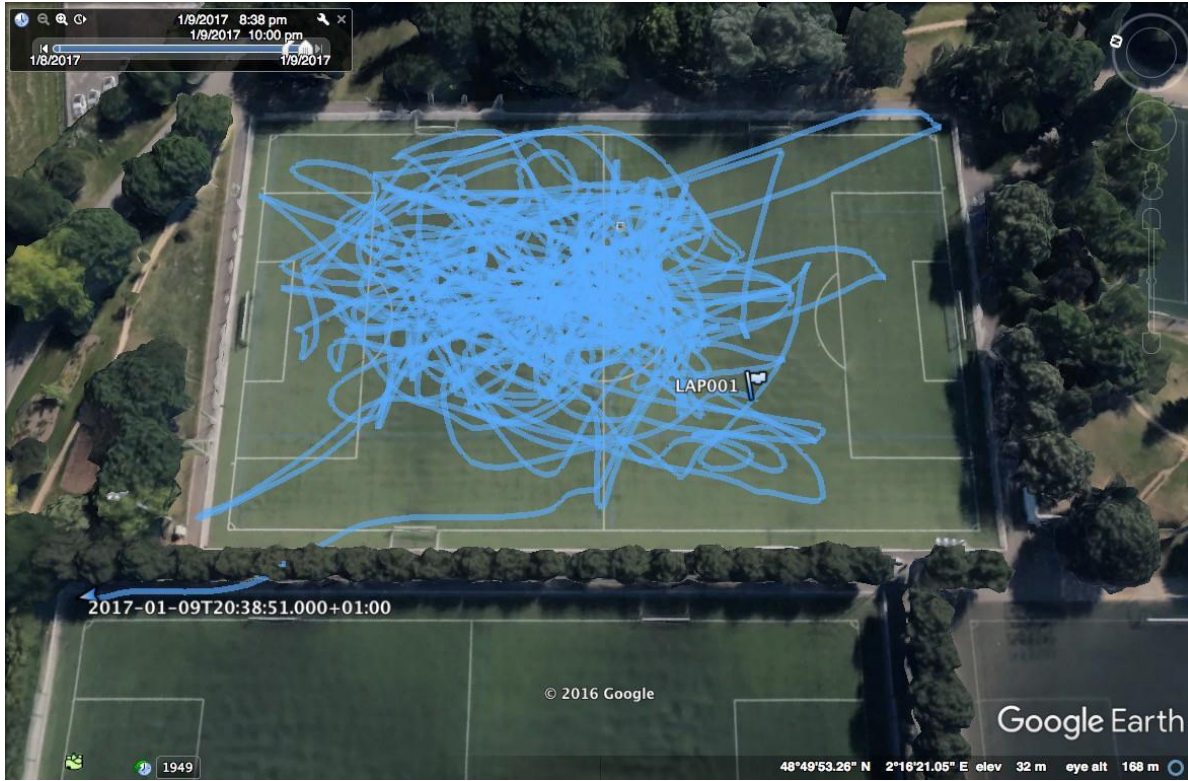 1/9/2017 8:38 pm
1/9/2017 10:00 pm
1/8/2017 1/9/2017
N
LAP001
2017-01-09T20:38:51.000+01:00
© 2016 Google
Google Earth
1949
48°49'53.26" N 2°16'21.05" E elev 32 m eye alt 168 m